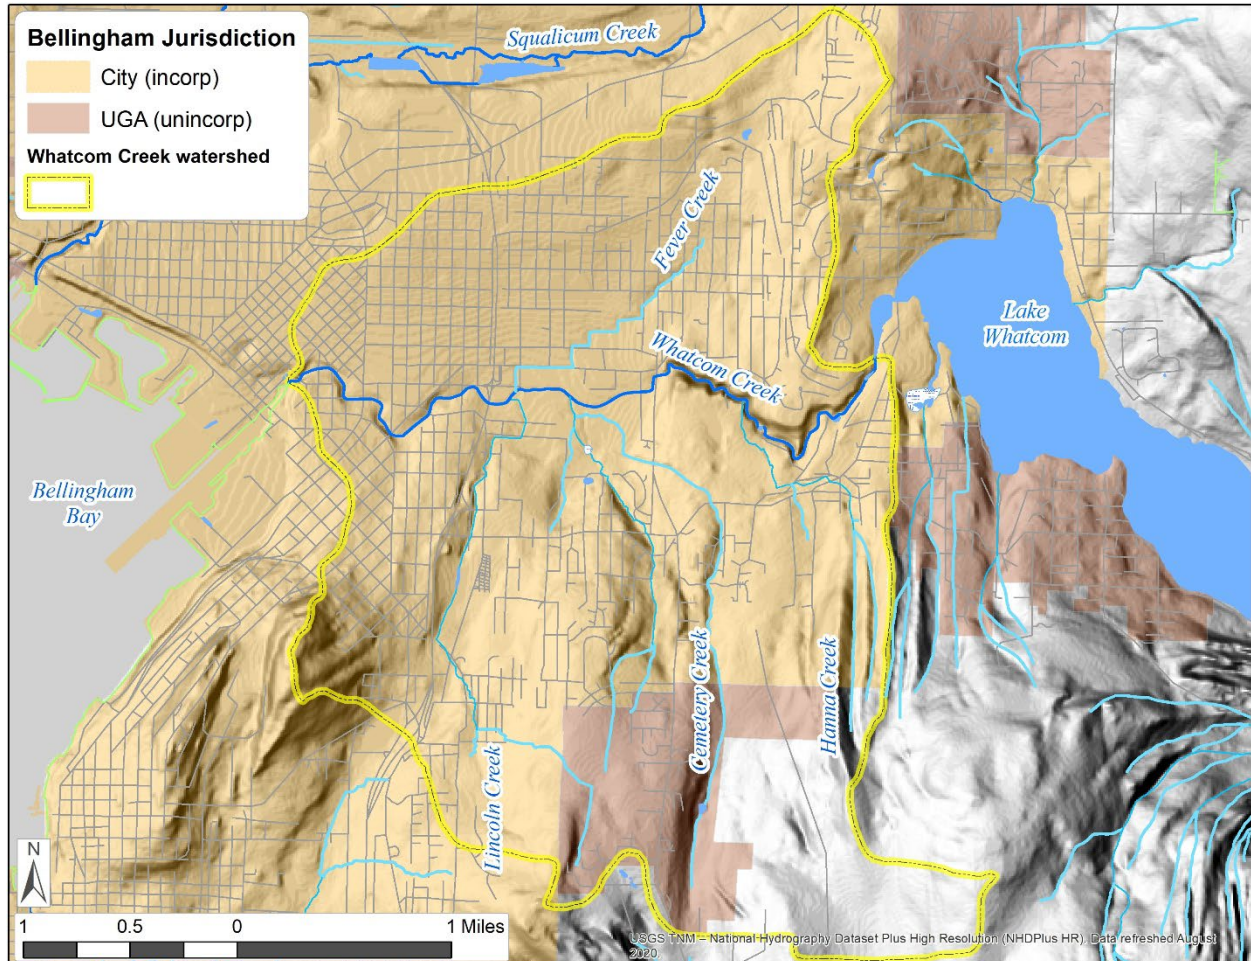 Bellingham Jurisdiction
City (incorp)
UGA (unincorp)
Whatcom Creek watershed
Squalicum Creek
Fever Creek
Whatcom Creek
Lake
Whatcom
Bellingham
Bay
Lincoln Creek
Cemetery Creek
Hanna Creek
N
1 0.5 0 1 Miles
USGS TNM – National Hydrography Dataset Plus High Resolution (NHDPlus HR). Data refreshed August
2020.